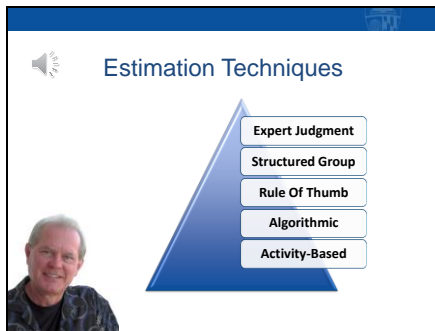 Estimation Techniques
Expert Judgment
Structured Group
Rule Of Thumb
Algorithmic
Activity-Based